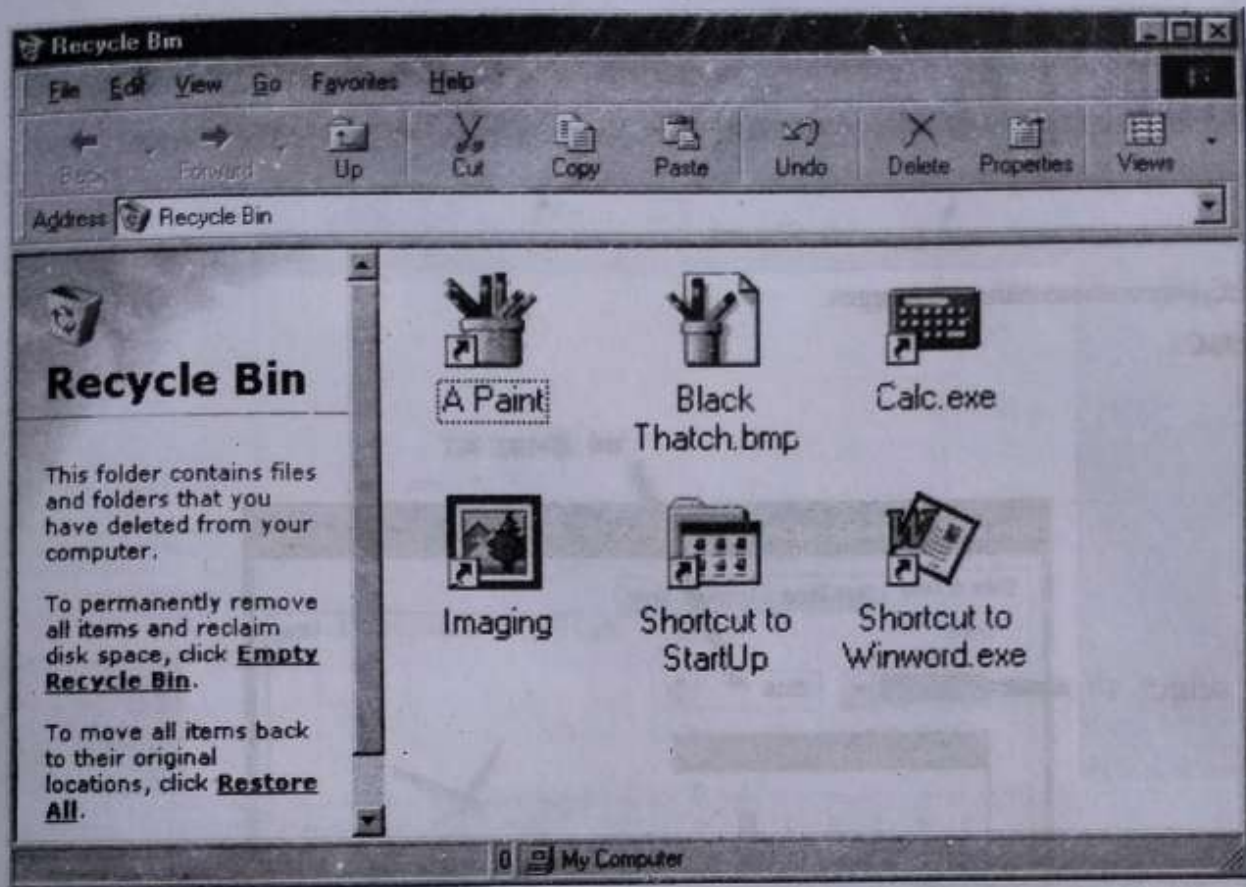 Recycle Bin
File Edit View Go Favorites Help
Back Forward Up Cut Copy Paste Undo Delete Properties Views
Address Recycle Bin
Recycle Bin
This folder contains files
and folders that you
have deleted from your
computer.
To permanently remove
all items and reclaim
disk space, click Empty
Recycle Bin.
To move all items back
to their original
locations, click Restore
All.
A Paint
Black
Thatch.bmp
Calc.exe
Imaging
Shortcut to
StartUp
Shortcut to
Winword.exe
0 My Computer